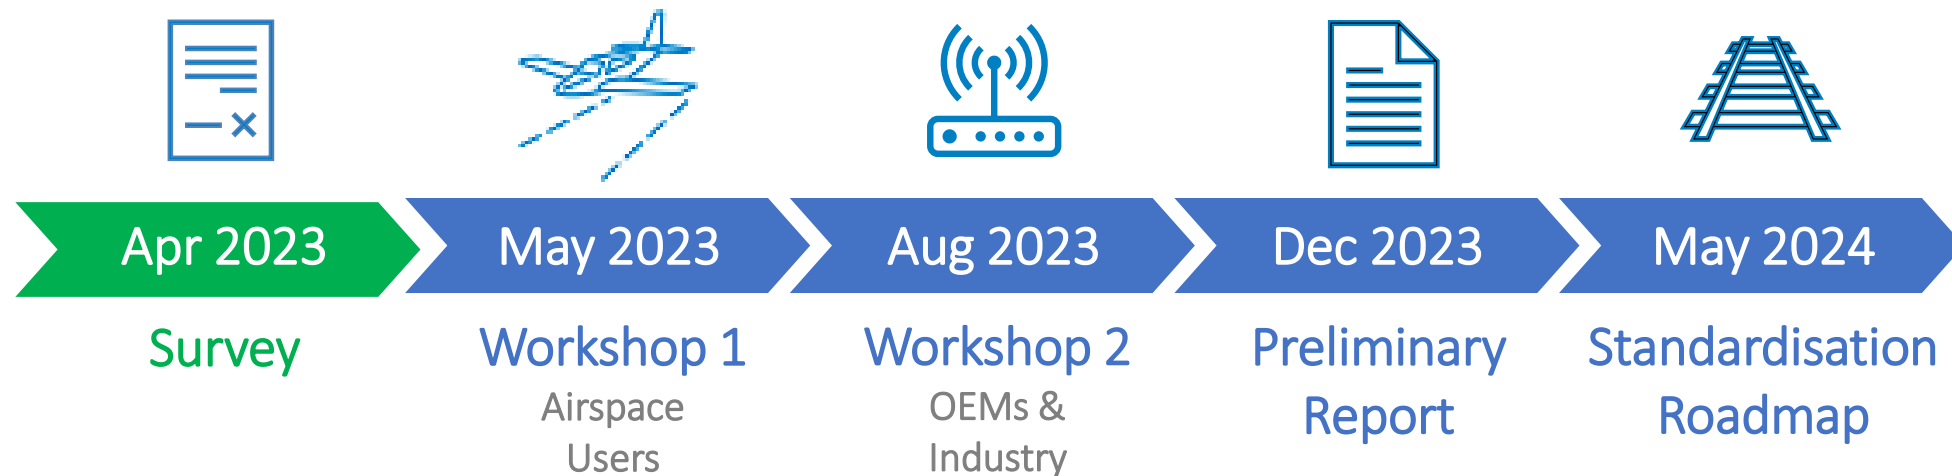 Apr 2023
May 2023
Aug 2023
Dec 2023
May 2024
Survey
Workshop 1
Airspace
Users
Workshop 2
OEMs &
Industry
Preliminary
Report
Standardisation
Roadmap